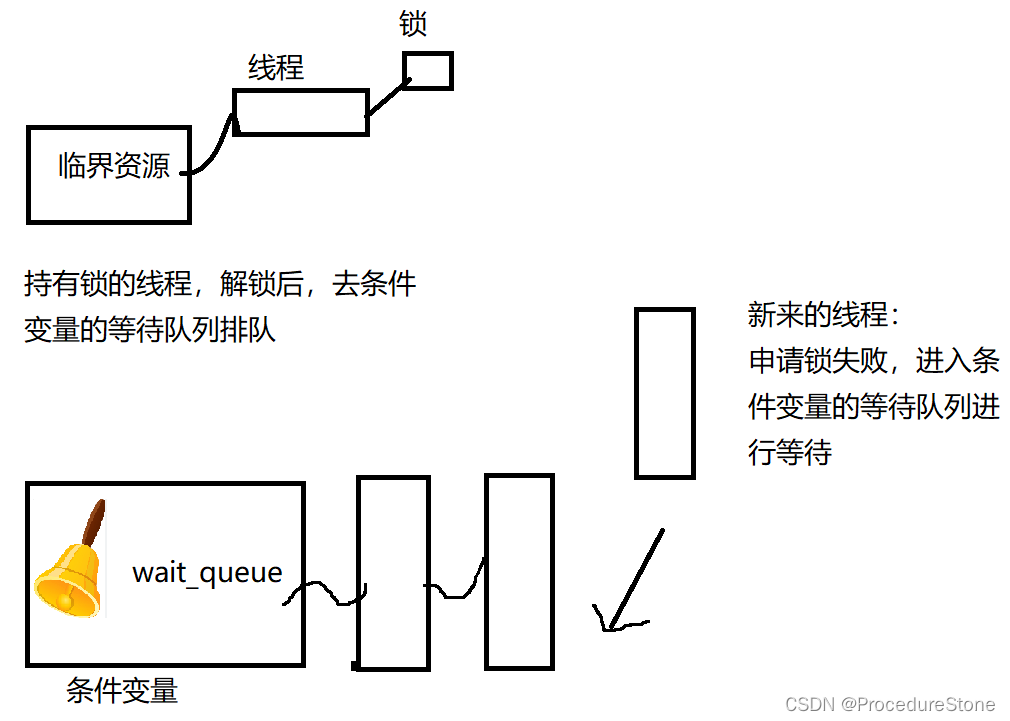 锁
线程
临界资源
持有锁的线程，解锁后，去条件
变量的等待队列排队
新来的线程：
申请锁失败，进入条
件变量的等待队列进
行等待
wait_queue
条件变量
CSDN @ProcedureStone